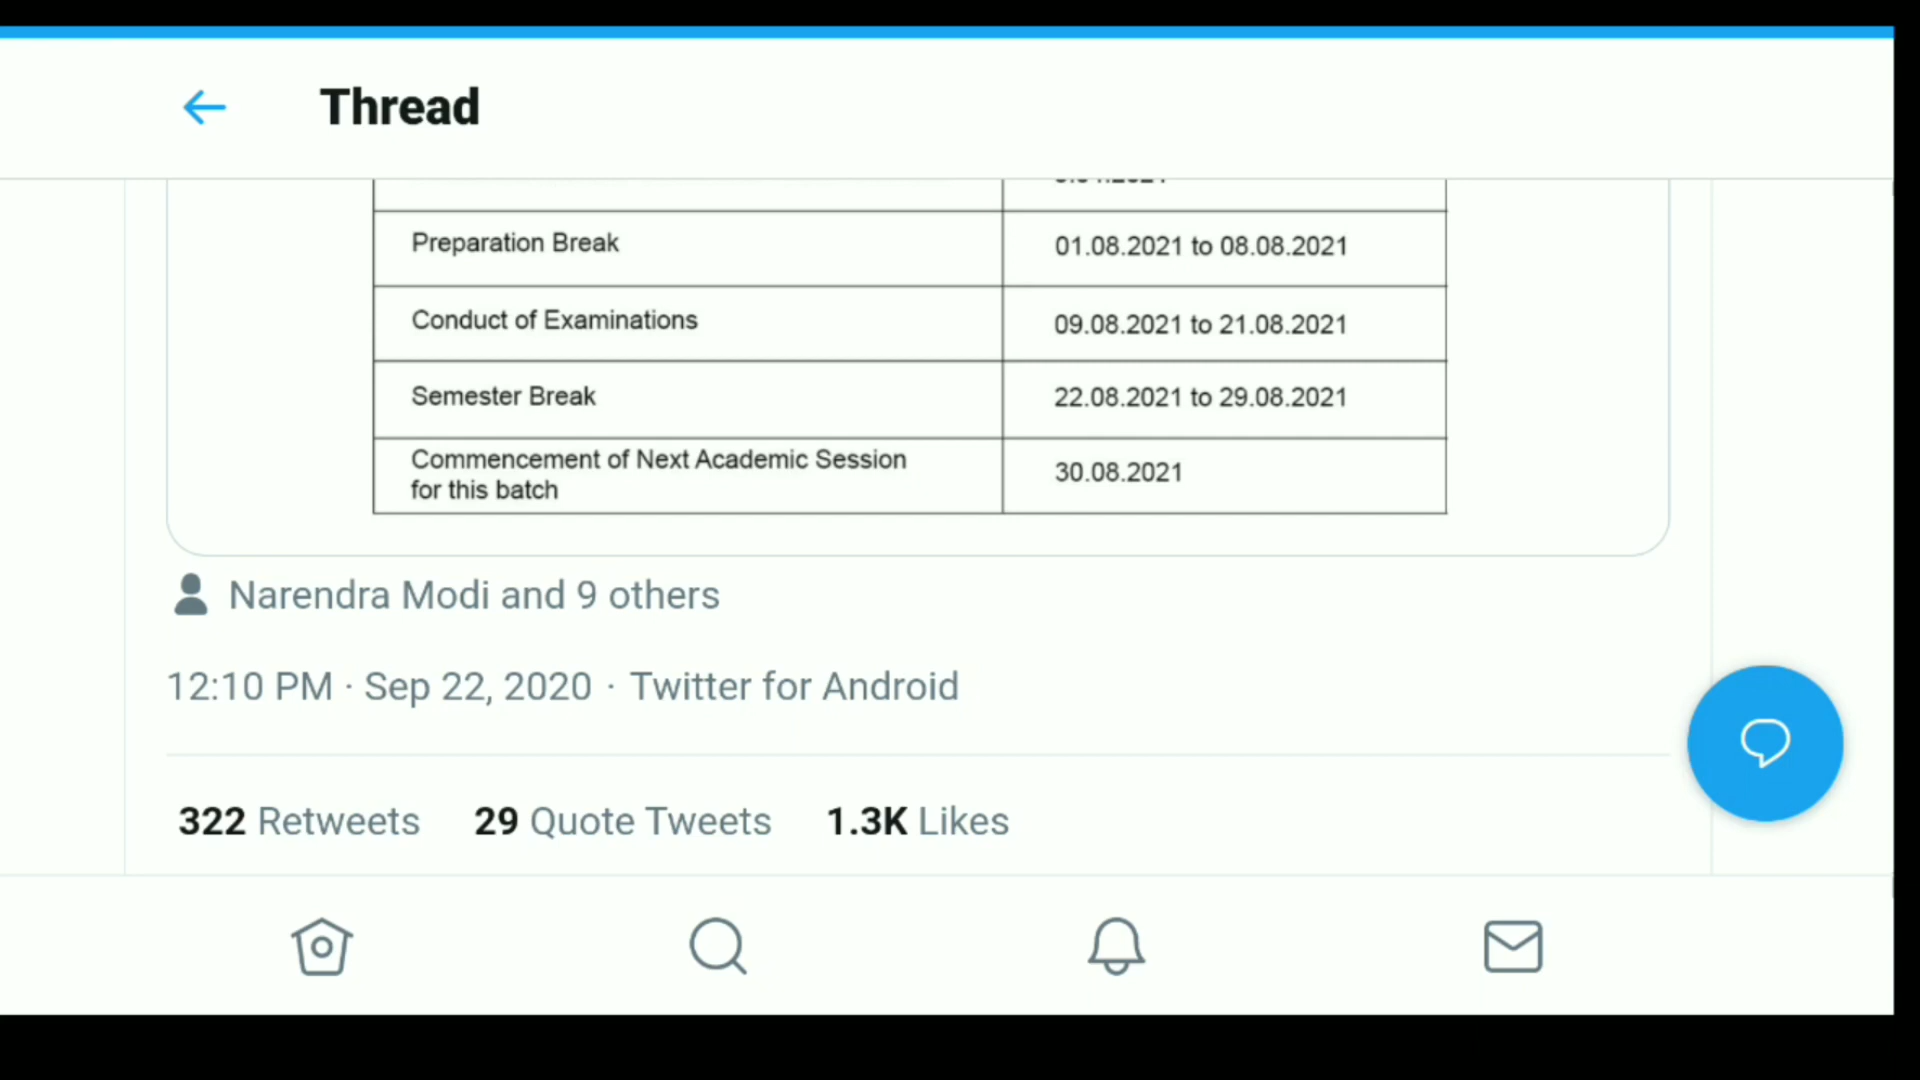 Thread
Preparation Break
01.08.2021 to 08.08.2021
Conduct of Examinations
09.08.2021 to 21.08.2021
Semester Break
22.08.2021 to 29.08.2021
Commencement of Next Academic Session
for this batch
30.08.2021
Narendra Modi and 9 others
12:10 PM · Sep 22, 2020 · Twitter for Android
322 Retweets 29 Quote Tweets 1.3K Likes